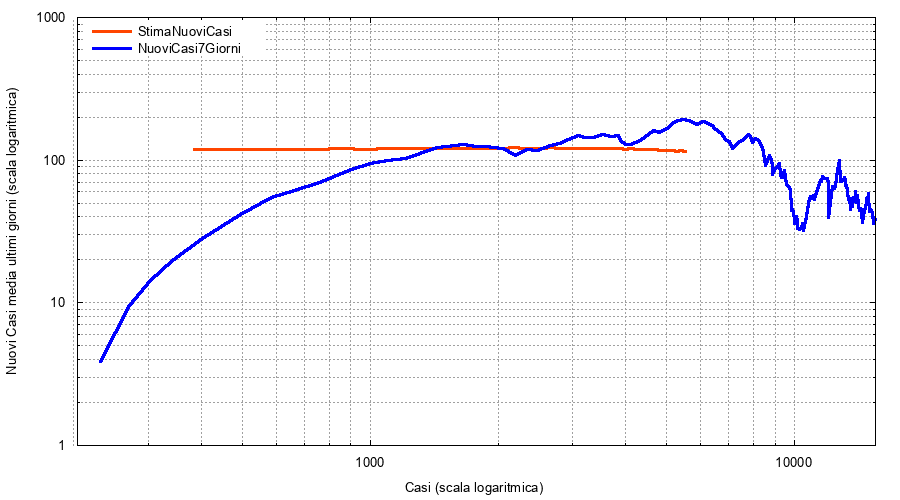 1000
StimaNuoviCasi
NuoviCasi7Giorni
100
10
1
Nuovi Casi media ultimi giorni (scala logaritmica)
1000 10000
Casi (scala logaritmica)